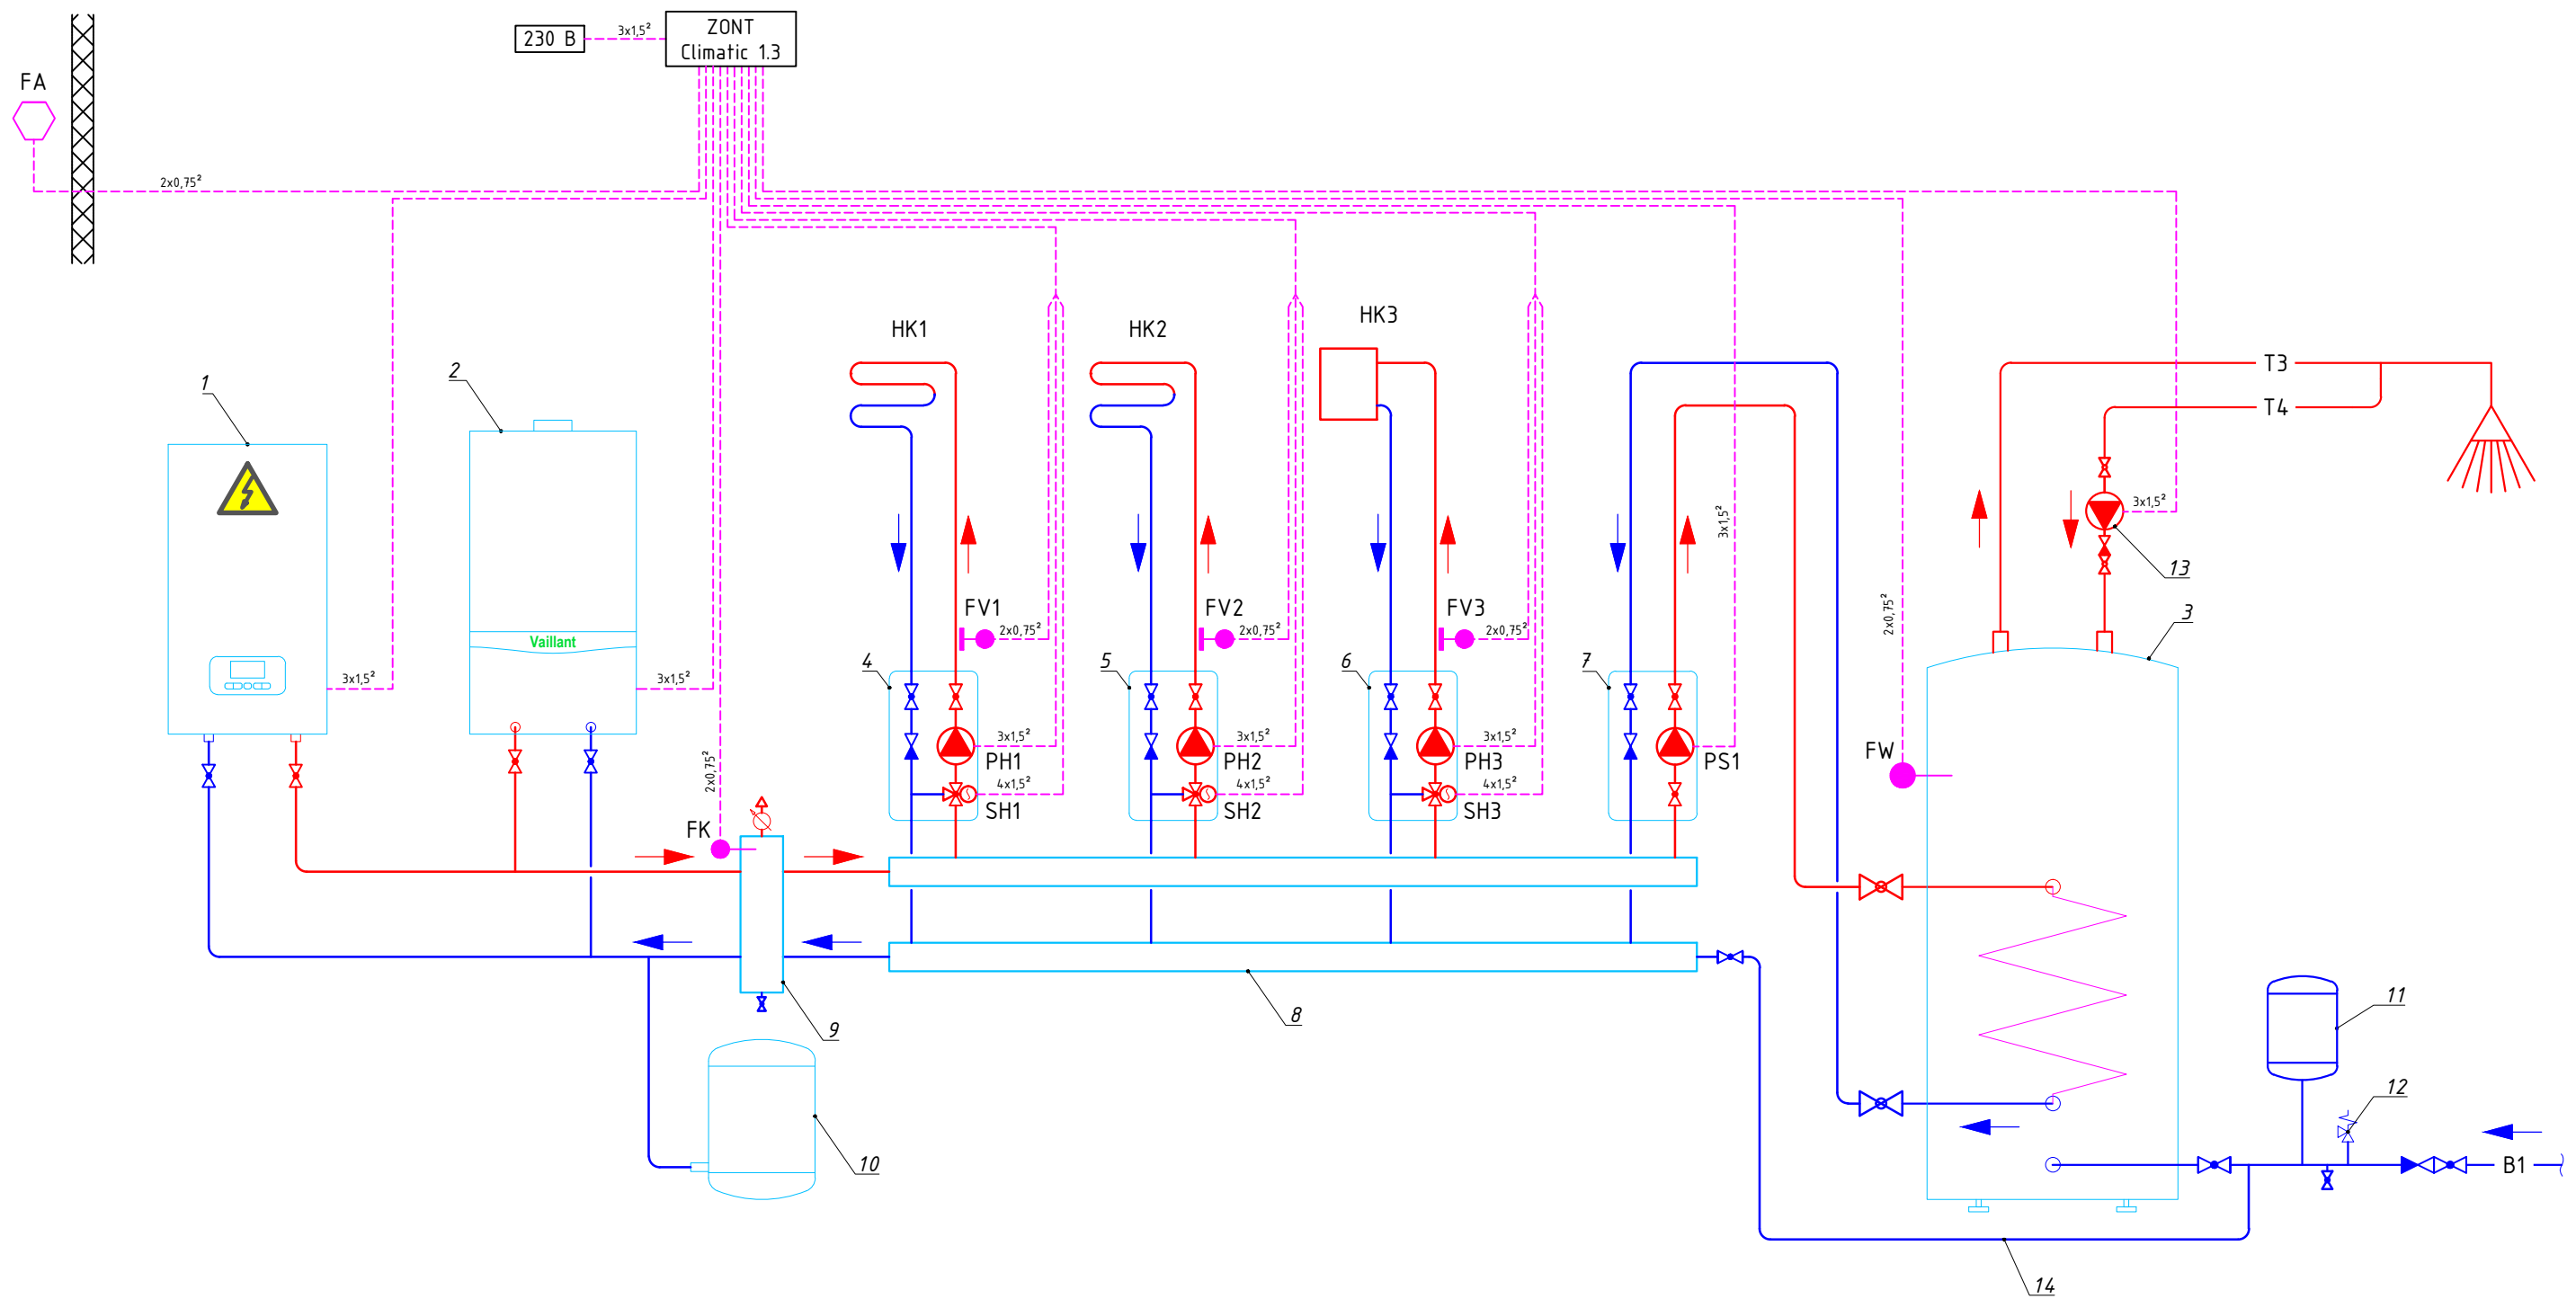 ZONT
Climatic 1.3
230 В
3x1,5²
FA
2x0,75²
HK1
HK2
HK3
T3
T4
1
2
3x1,5²
3x1,5²
13
3
FV1
2x0,75²
FV2
2x0,75²
FV3
2x0,75²
3x1,5²
2x0,75²
Vaillant
4
5
6
7
3x1,5²
3x1,5²
2x0,75²
3x1,5²
PH1
3x1,5²
PH2
3x1,5²
PH3
PS1
FW
4x1,5²
SH1
4x1,5²
SH2
4x1,5²
SH3
FK
9
8
11
12
10
B1
14